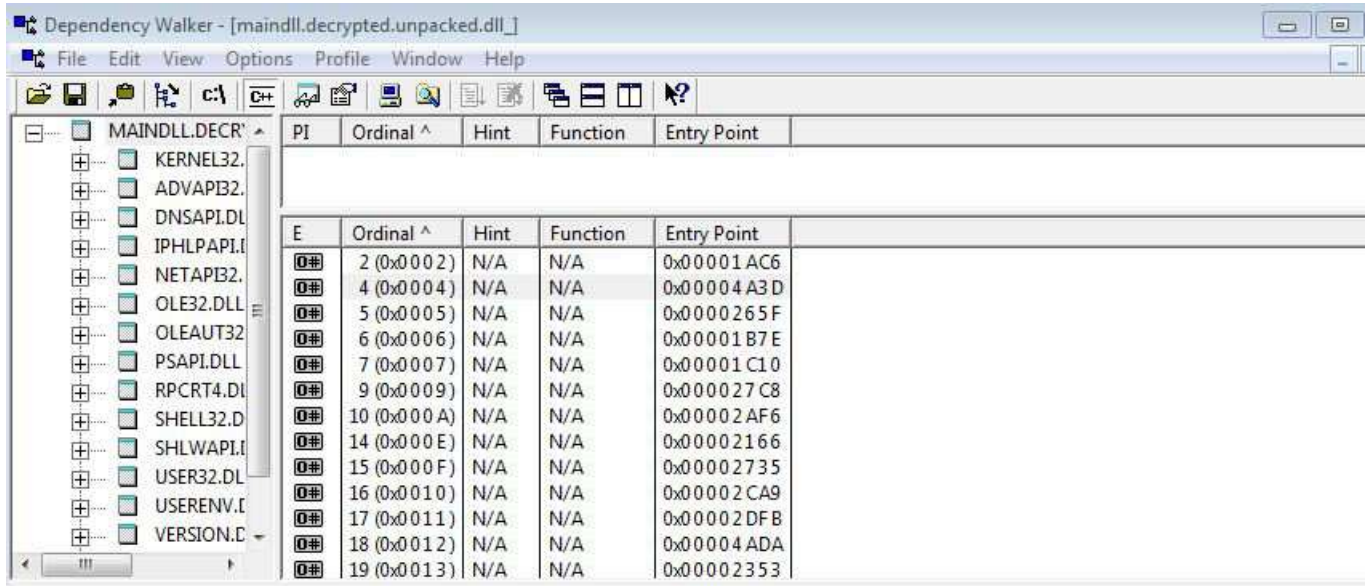 Dependency Walker - [maindll.decrypted.unpacked.dll_]
File Edit View Options Profile Window Help
c:\ C++
MAINDLL.DECRY
KERNEL32.
ADVAPI32.
DNSAPI.DL
IPHLPAPI.
NETAPI32.
OLE32.DLL
OLEAUT32
PSAPI.DLL
RPCRT4.DL
SHELL32.D
SHLWAPI.
USER32.DL
USERENV.
VERSION.D
PI Ordinal ^ Hint Function Entry Point
E Ordinal ^ Hint Function Entry Point
O# 2 (0x0002) N/A N/A 0x00001AC6
O# 4 (0x0004) N/A N/A 0x00004A3D
O# 5 (0x0005) N/A N/A 0x0000265F
O# 6 (0x0006) N/A N/A 0x00001B7E
O# 7 (0x0007) N/A N/A 0x00001C10
O# 9 (0x0009) N/A N/A 0x000027C8
O# 10 (0x000A) N/A N/A 0x00002AF6
O# 14 (0x000E) N/A N/A 0x00002166
O# 15 (0x000F) N/A N/A 0x00002735
O# 16 (0x0010) N/A N/A 0x00002CA9
O# 17 (0x0011) N/A N/A 0x00002DFB
O# 18 (0x0012) N/A N/A 0x00004ADA
O# 19 (0x0013) N/A N/A 0x00002353